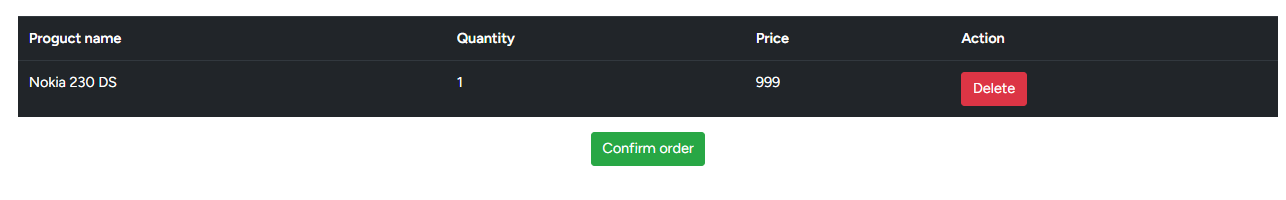 Proguct name Quantity Price Action
Nokia 230 DS 1 999 Delete
Confirm order